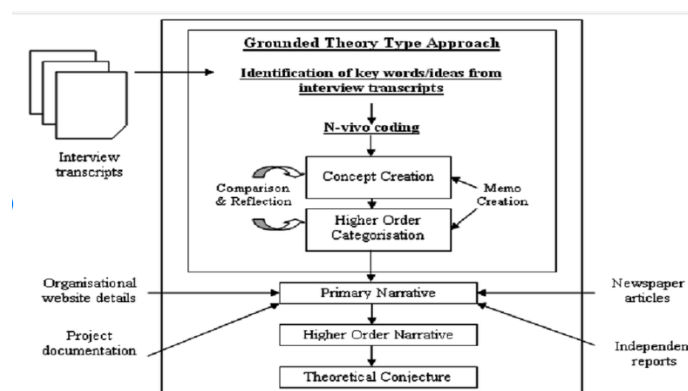 Grounded Theory Type Approach
Identification of key words/ideas from
interview transcripts
N-vivo coding
Interview
transcripts
Concept Creation
Comparison
& Reflection
Memo
Creation
Higher Order
Categorisation
Organisational
website details
Primary Narrative
Newspaper
articles
Project
documentation
Higher Order Narrative
Independen
reports
Theoretical Conjecture